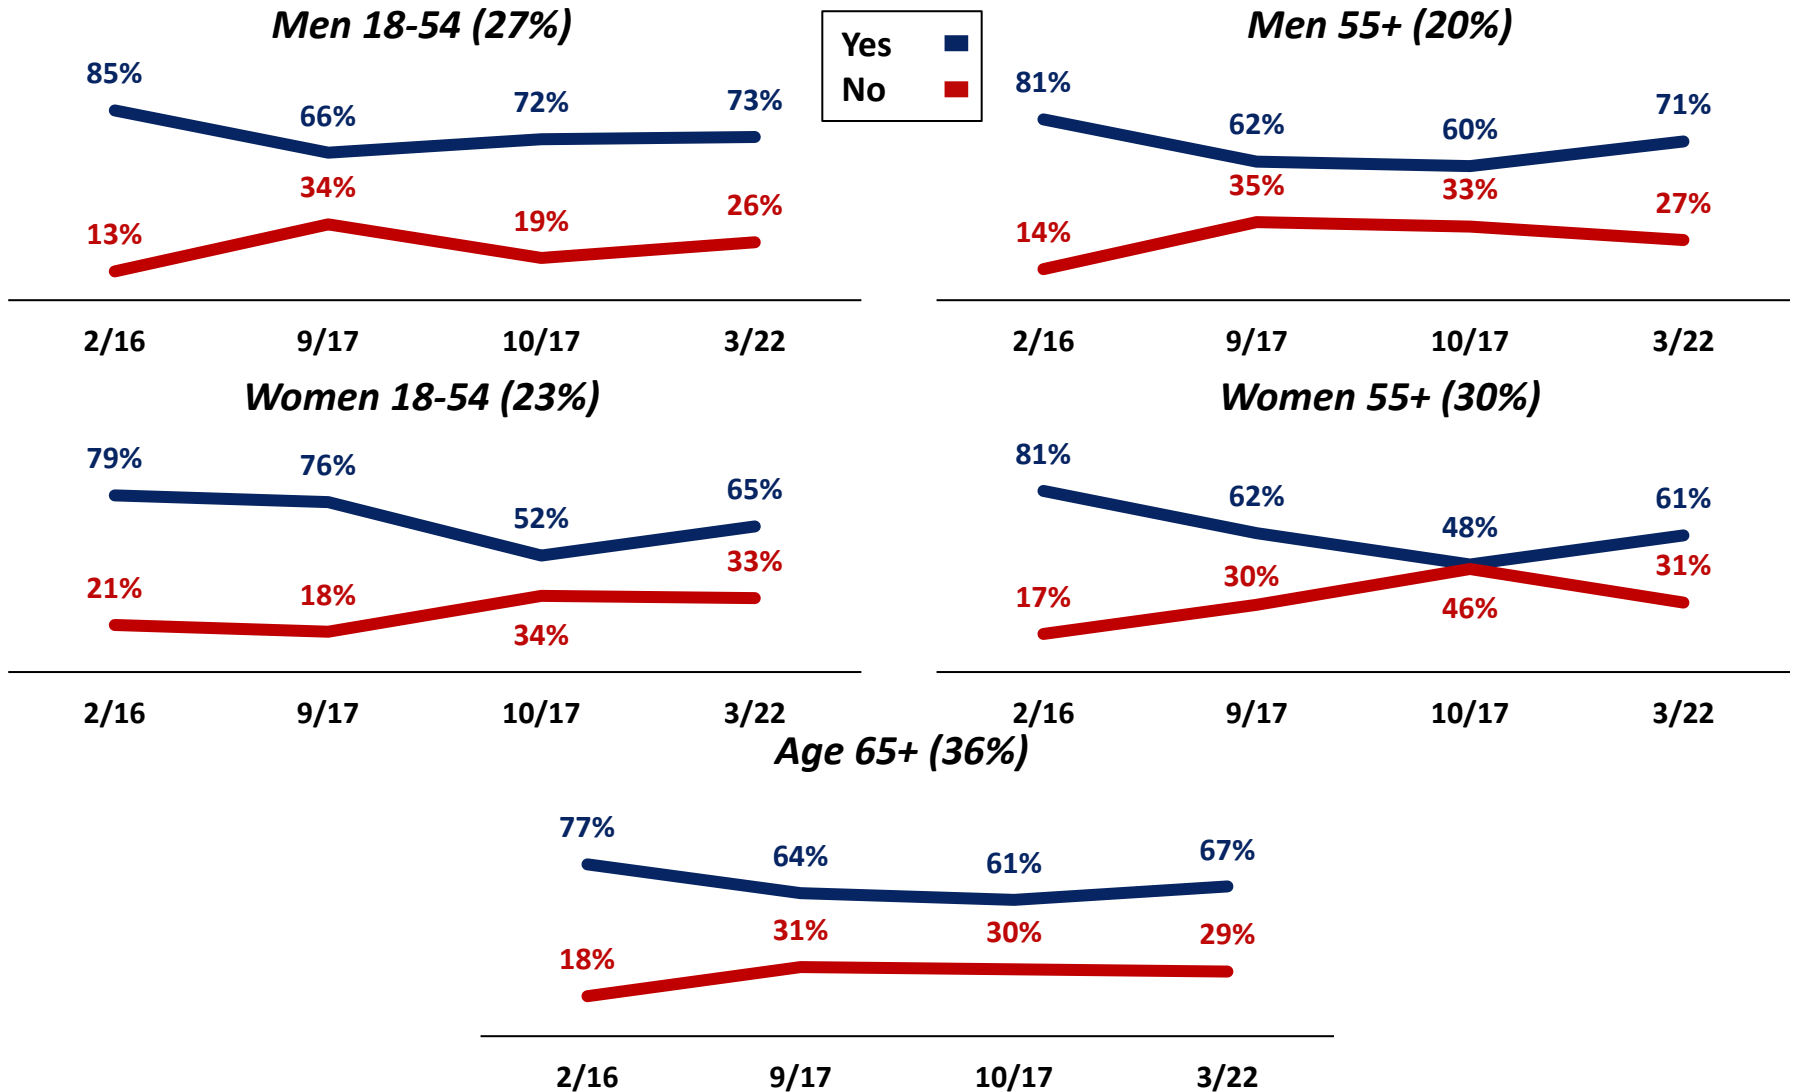 Men 18-54 (27%)
85% 66% 72% 73%
34%
13% 19% 26%
2/16 9/17 10/17 3/22
Yes
No
Men 55+ (20%)
81% 62% 60% 71%
14% 35% 33% 27%
2/16 9/17 10/17 3/22
Women 18-54 (23%)
79% 76% 52% 65%
21% 18% 34% 33%
2/16 9/17 10/17 3/22
Women 55+ (30%)
81% 62% 48% 61%
17% 30% 46% 31%
2/16 9/17 10/17 3/22
Age 65+ (36%)
77% 64% 61% 67%
18% 31% 30% 29%
2/16 9/17 10/17 3/22